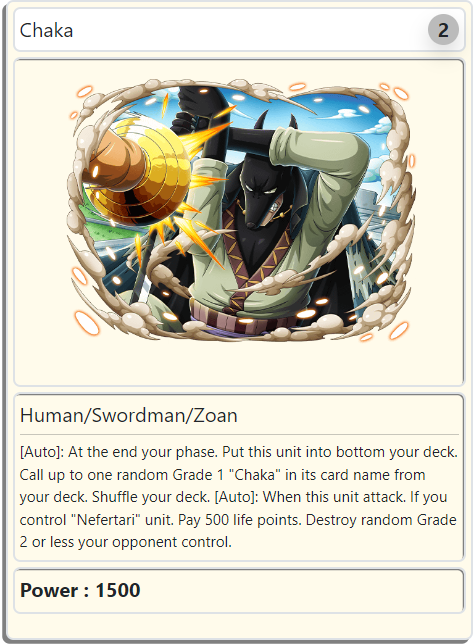 Chaka
2
Human/Swordman/Zoan
[Auto]: At the end your phase. Put this unit into bottom your deck.
Call up to one random Grade 1 "Chaka" in its card name from
your deck. Shuffle your deck. [Auto]: When this unit attack. If you
control "Nefertari" unit. Pay 500 life points. Destroy random Grade
2 or less your opponent control.
Power : 1500